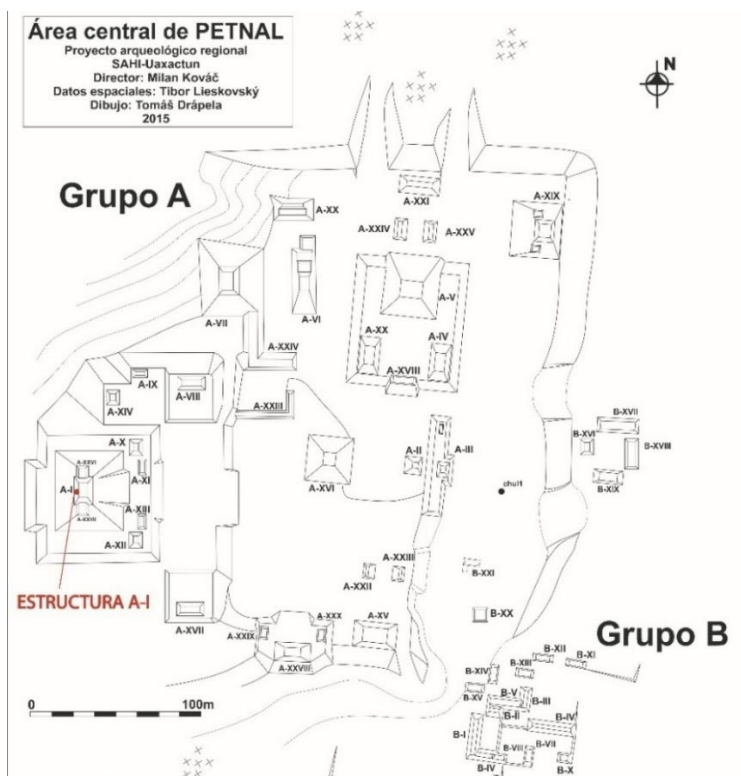 Área central de PETNAL
Proyecto arqueológico regional
SAHI-Uaxactun
Director: Milan Kováč
Datos espaciales: Tibor Lieskovský
Dibujo: Tomáš Drápela
2015
N
Grupo A
A-XXI
A-XIX
A-XX
A-XXIV
A-XXV
A-V
A-VI
A-VII
A-XX
A-IV
A-XXIV
A-XVIII
A-IX
A-VIII
A-XIV
A-XXIII
B-XVII
B-XVI
B-XVIII
B-XIX
A-X
A-XXVI
A-XI
A-I
A-XIII
A-XII
A-XVI
A-II
A-III
chul1
ESTRUCTURA A-I
A-XXIII
A-XXII
B-XXI
A-XVII
A-XXIX
A-XXX
A-XV
B-XX
A-XXVIII
Grupo B
0 100m
B-XII
B-XI
B-XIV
B-XIII
B-XV
B-V
B-III
B-II
B-IV
B-I
B-VII
B-VII
B-IV
B-X